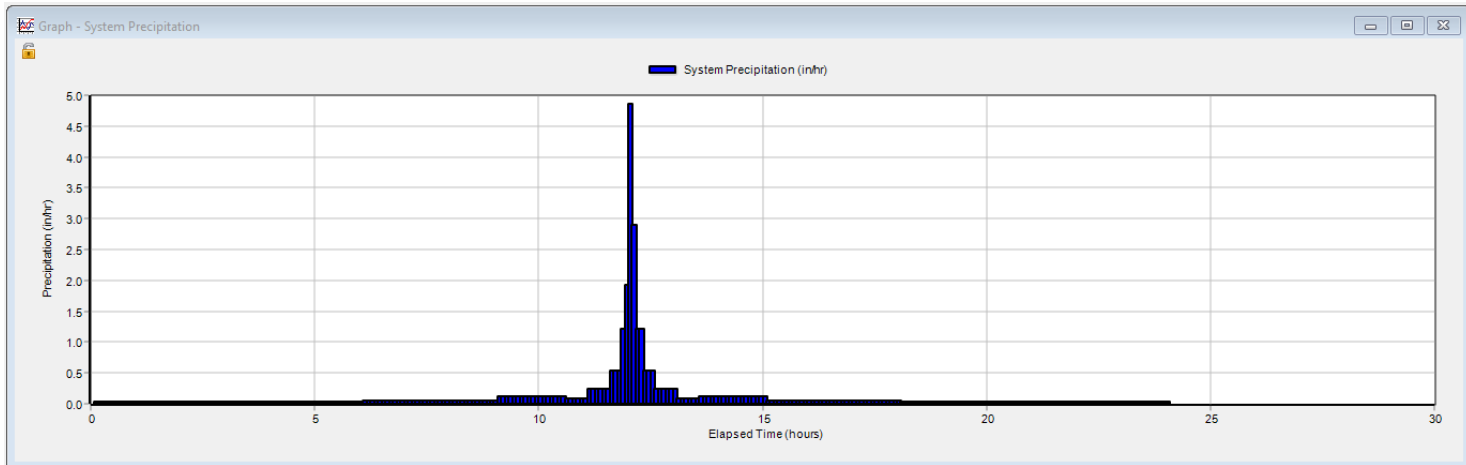 Graph - System Precipitation
System Precipitation (in/hr)
5.0
4.5
4.0
3.5
3.0
2.5
2.0
1.5
1.0
0.5
0.0
Precipitation (in/hr)
0 5 10 15 20 25 30
Elapsed Time (hours)